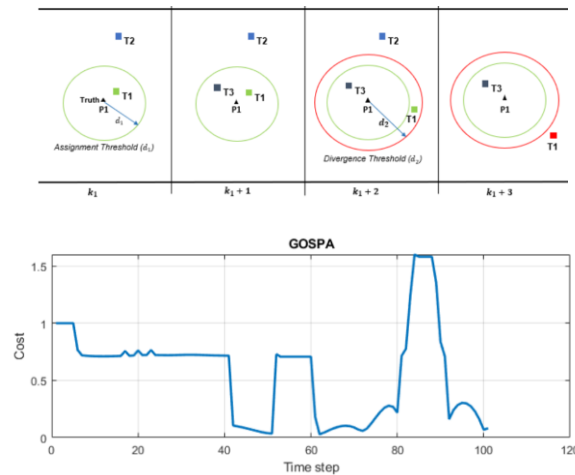 T2
T2
T2
Truth
P1
T1
d₁
T3
T1
P1
T3
P1
d₂
T1
T3
P1
T1
Assignment Threshold (d₁)
Divergence Threshold (d₂)
k₁
k₁ + 1
k₁ + 2
k₁ + 3
GOSPA
Cost
1.5
1
0.5
0
0
20
40
60
80
100
120
Time step